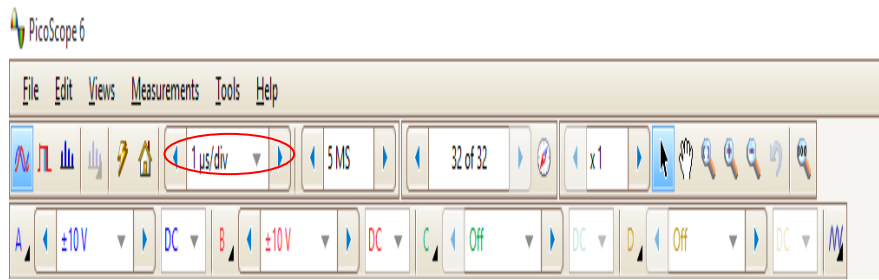 PicoScope 6
File Edit Views Measurements Tools Help
1 µs/div 5 MS 32 of 32 x 1
A ±10 V DC B ±10 V DC C Off DC D Off DC